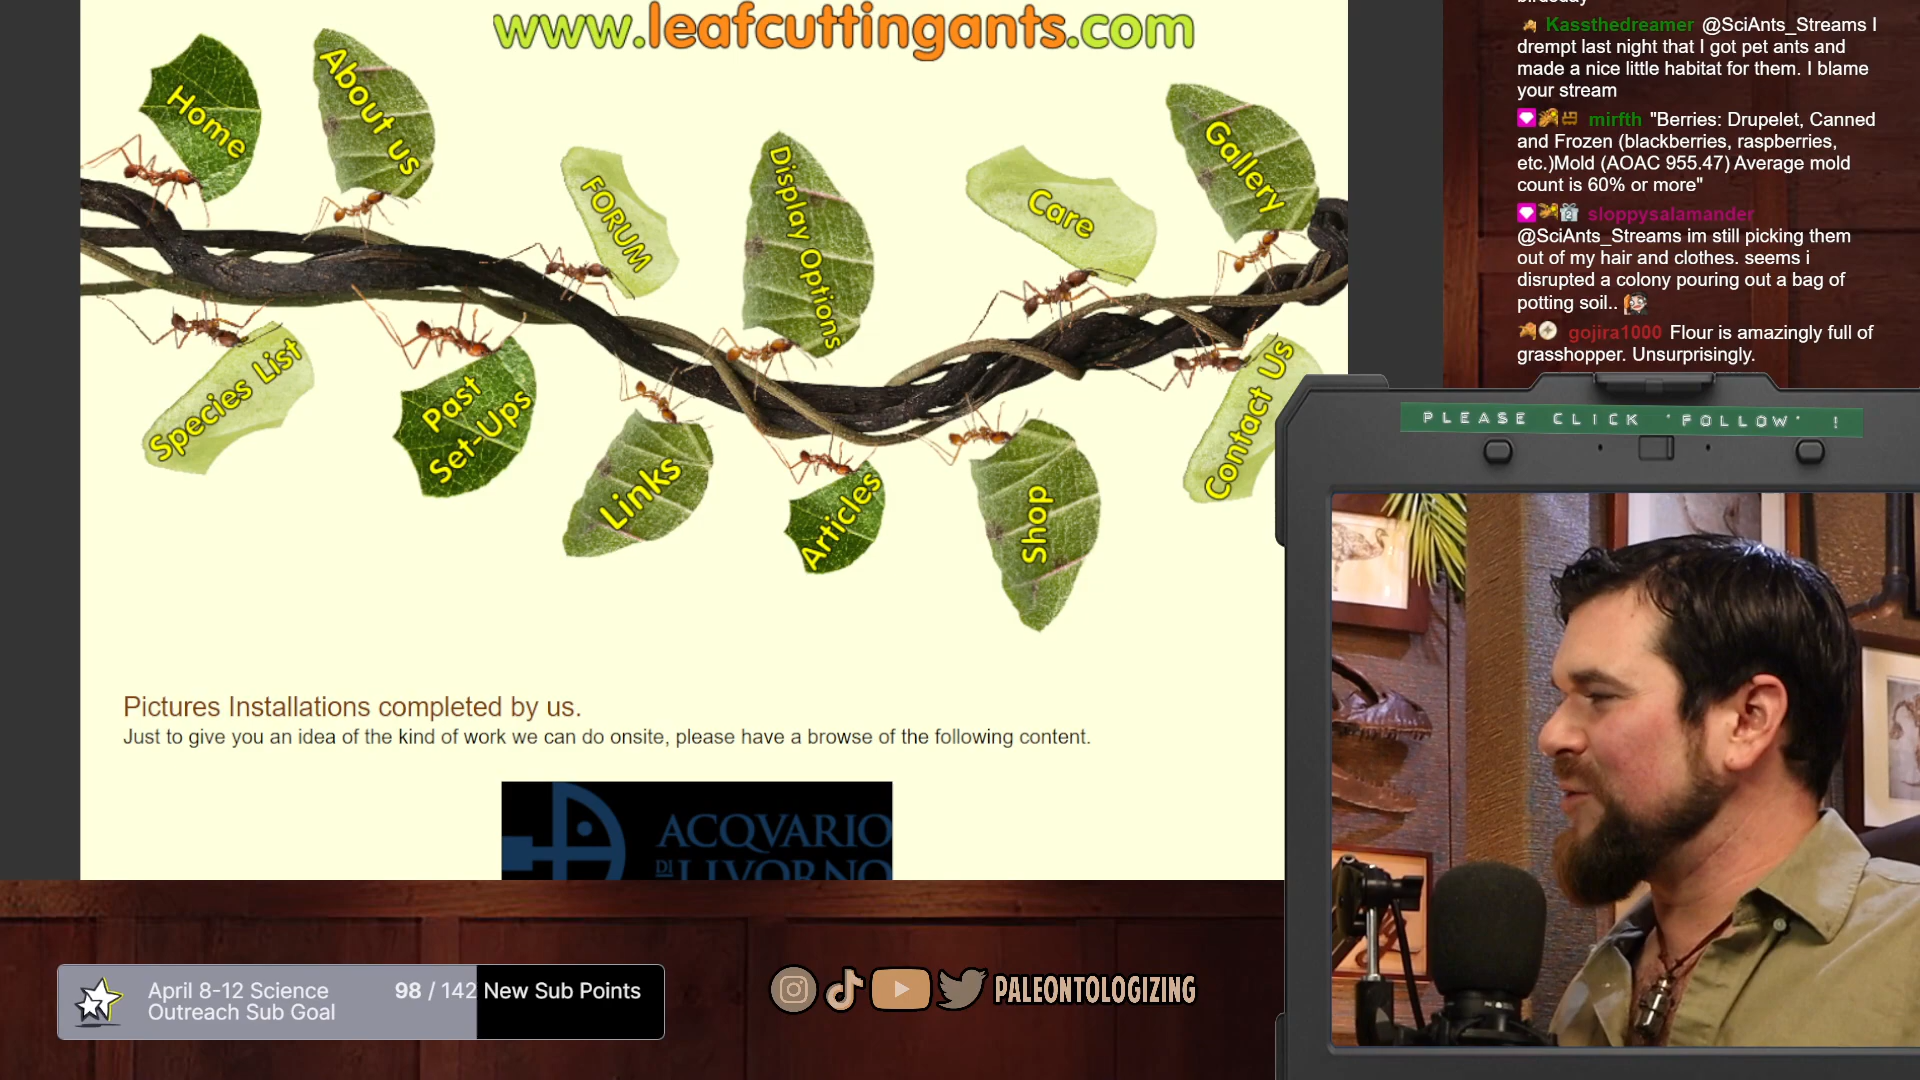 www.leafcuttingants.com
Home
About us
FORUM
Display Options
Care
Gallery
Species List
Past
Set-Ups
Links
Articles
Shop
Contact Us
Pictures Installations completed by us.
Just to give you an idea of the kind of work we can do onsite, please have a browse of the following content.
ACQVARIO
DI LIVORNO
Kassthedreamer @SciAnts_Streams I
drempt last night that I got pet ants and
made a nice little habitat for them. I blame
your stream
mirfth "Berries: Drupelet, Canned
and Frozen (blackberries, raspberries,
etc.)Mold (AOAC 955.47) Average mold
count is 60% or more"
sloppysalamander
@SciAnts_Streams im still picking them
out of my hair and clothes. seems i
disrupted a colony pouring out a bag of
potting soil..
gojira1000 Flour is amazingly full of
grasshopper. Unsurprisingly.
PLEASE CLICK 'FOLLOW' !
April 8-12 Science
Outreach Sub Goal
98 / 142 New Sub Points
PALEONTOLOGIZING